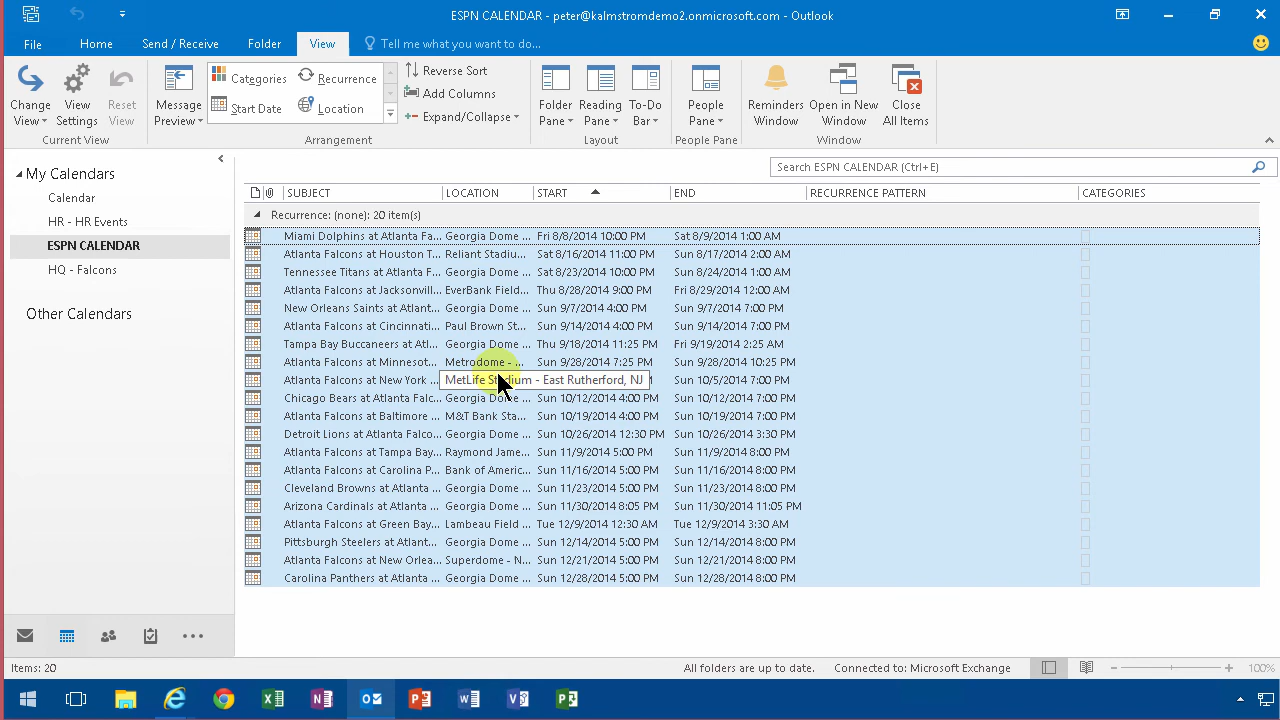 ESPN CALENDAR - peter@kalmstromdemo2.onmicrosoft.com - Outlook
File Home Send / Receive Folder View Tell me what you want to do...
Change View View Settings Reset View
Message Preview Categories Recurrence Start Date Location
Reverse Sort
Add Columns
Expand/Collapse
Folder Pane Reading Pane To-Do Bar People Pane
Reminders Window Open in New Window Close All Items
Current View Arrangement Layout People Pane Window
My Calendars
Calendar
HR - HR Events
ESPN CALENDAR
HQ - Falcons
Other Calendars
Search ESPN CALENDAR (Ctrl+E)
SUBJECT LOCATION START END RECURRENCE PATTERN CATEGORIES
Recurrence: (none): 20 item(s)
Miami Dolphins at Atlanta Fa... Georgia Dome ... Fri 8/8/2014 10:00 PM Sat 8/9/2014 1:00 AM
Atlanta Falcons at Houston T... Reliant Stadiu... Sat 8/16/2014 11:00 PM Sun 8/17/2014 2:00 AM
Tennessee Titans at Atlanta F... Georgia Dome ... Sat 8/23/2014 10:00 PM Sun 8/24/2014 1:00 AM
Atlanta Falcons at Jacksonvill... EverBank Field... Thu 8/28/2014 9:00 PM Fri 8/29/2014 12:00 AM
New Orleans Saints at Atlant... Georgia Dome ... Sun 9/7/2014 4:00 PM Sun 9/7/2014 7:00 PM
Atlanta Falcons at Cincinnati... Paul Brown St... Sun 9/14/2014 4:00 PM Sun 9/14/2014 7:00 PM
Tampa Bay Buccaneers at Atl... Georgia Dome ... Thu 9/18/2014 11:25 PM Fri 9/19/2014 2:25 AM
Atlanta Falcons at Minnesot... Metrodome - ... Sun 9/28/2014 7:25 PM Sun 9/28/2014 10:25 PM
Atlanta Falcons at New York ... MetLife Stadium - East Rutherford, NJ Sun 10/5/2014 7:00 PM
Chicago Bears at Atlanta Falc... Georgia Dome ... Sun 10/12/2014 4:00 PM Sun 10/12/2014 7:00 PM
Atlanta Falcons at Baltimore ... M&T Bank Sta... Sun 10/19/2014 4:00 PM Sun 10/19/2014 7:00 PM
Detroit Lions at Atlanta Falco... Georgia Dome ... Sun 10/26/2014 12:30 PM Sun 10/26/2014 3:30 PM
Atlanta Falcons at Tampa Bay... Raymond Jame... Sun 11/9/2014 5:00 PM Sun 11/9/2014 8:00 PM
Atlanta Falcons at Carolina P... Bank of Americ... Sun 11/16/2014 5:00 PM Sun 11/16/2014 8:00 PM
Cleveland Browns at Atlanta ... Georgia Dome ... Sun 11/23/2014 5:00 PM Sun 11/23/2014 8:00 PM
Arizona Cardinals at Atlanta ... Georgia Dome ... Sun 11/30/2014 8:05 PM Sun 11/30/2014 11:05 PM
Atlanta Falcons at Green Bay... Lambeau Field ... Tue 12/9/2014 12:30 AM Tue 12/9/2014 3:30 AM
Pittsburgh Steelers at Atlant... Georgia Dome ... Sun 12/14/2014 5:00 PM Sun 12/14/2014 8:00 PM
Atlanta Falcons at New Orlea... Superdome - N... Sun 12/21/2014 5:00 PM Sun 12/21/2014 8:00 PM
Carolina Panthers at Atlanta ... Georgia Dome ... Sun 12/28/2014 5:00 PM Sun 12/28/2014 8:00 PM
Items: 20 All folders are up to date. Connected to: Microsoft Exchange 100%